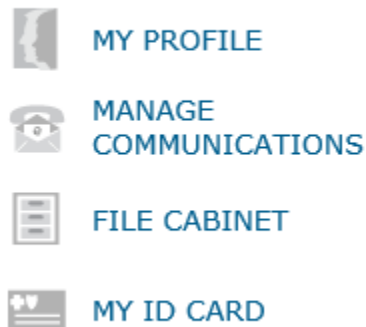 MY PROFILE
MANAGE
COMMUNICATIONS
FILE CABINET
MY ID CARD